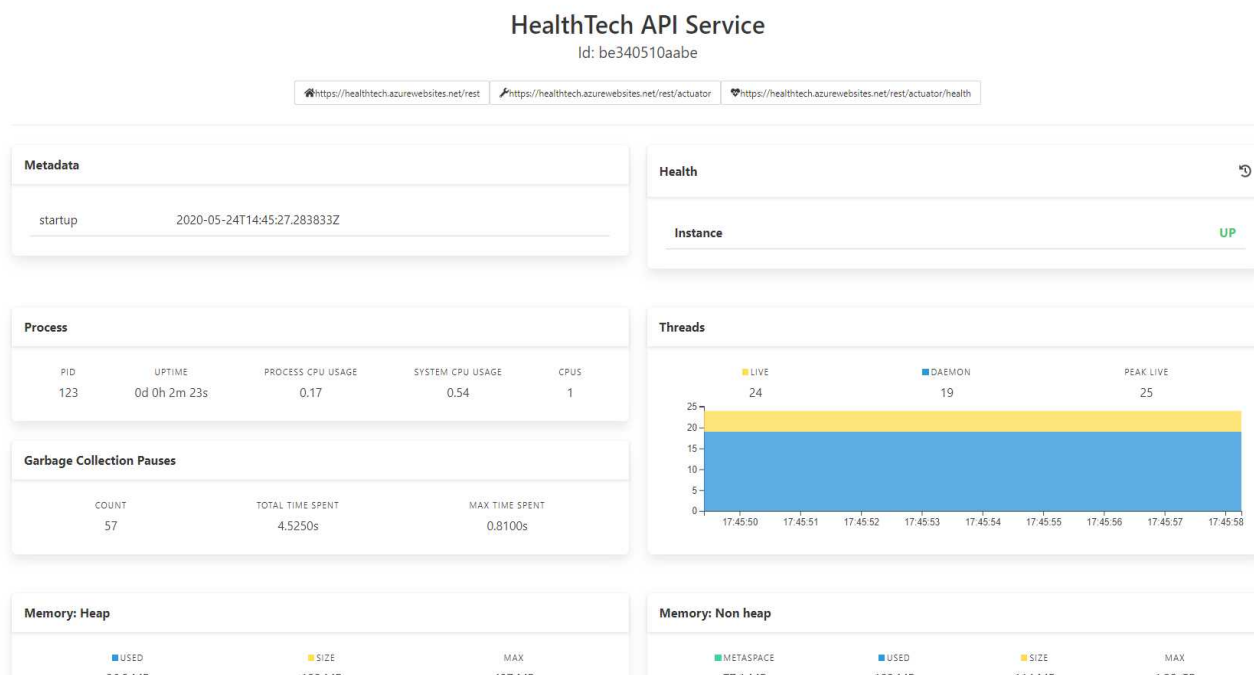 HealthTech API Service
Id: be340510aabe
https://healthtech.azurewebsites.net/rest https://healthtech.azurewebsites.net/rest/actuator https://healthtech.azurewebsites.net/rest/actuator/health
Metadata
startup 2020-05-24T14:45:27.283833Z
Health
Instance UP
Process
PID UPTIME PROCESS CPU USAGE SYSTEM CPU USAGE CPUS
123 0d 0h 2m 23s 0.17 0.54 1
Garbage Collection Pauses
COUNT TOTAL TIME SPENT MAX TIME SPENT
57 4.5250s 0.8100s
Threads
LIVE DAEMON PEAK LIVE
24 19 25
25
20
15
10
5
0
17:45:50 17:45:51 17:45:52 17:45:53 17:45:54 17:45:55 17:45:56 17:45:57 17:45:58
Memory: Heap
USED SIZE MAX
Memory: Non heap
METASPACE USED SIZE MAX